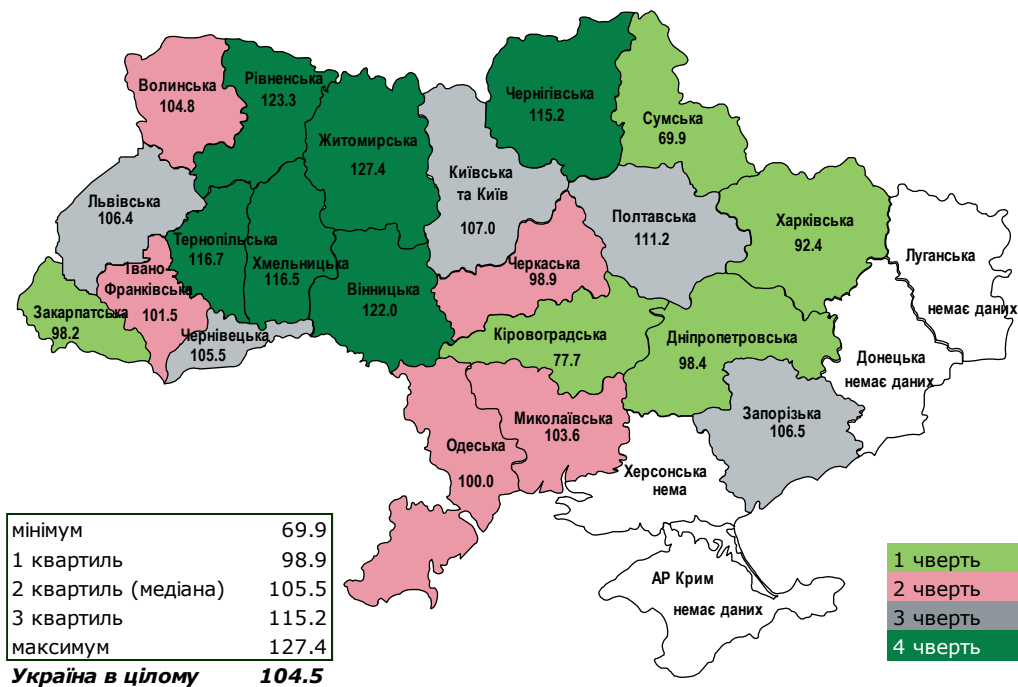 Волинська
104.8
Рівненська
123.3
Житомирська
127.4
Чернігівська
115.2
Сумська
69.9
Київська
та Київ
107.0
Львівська
106.4
Тернопільська
116.7
Хмельницька
116.5
Вінницька
122.0
Черкаська
98.9
Полтавська
111.2
Харківська
92.4
Луганська
немає даних
Івано
Франківська
101.5
Закарпатська
98.2
Чернівецька
105.5
Кіровоградська
77.7
Дніпропетровська
98.4
Донецька
немає даних
Запорізька
106.5
Миколаївська
103.6
Одеська
100.0
Херсонська
нема
АР Крим
немає даних
мінімум 69.9
1 квартиль 98.9
2 квартиль (медіана) 105.5
3 квартиль 115.2
максимум 127.4
Україна в цілому 104.5
1 чверть
2 чверть
3 чверть
4 чверть